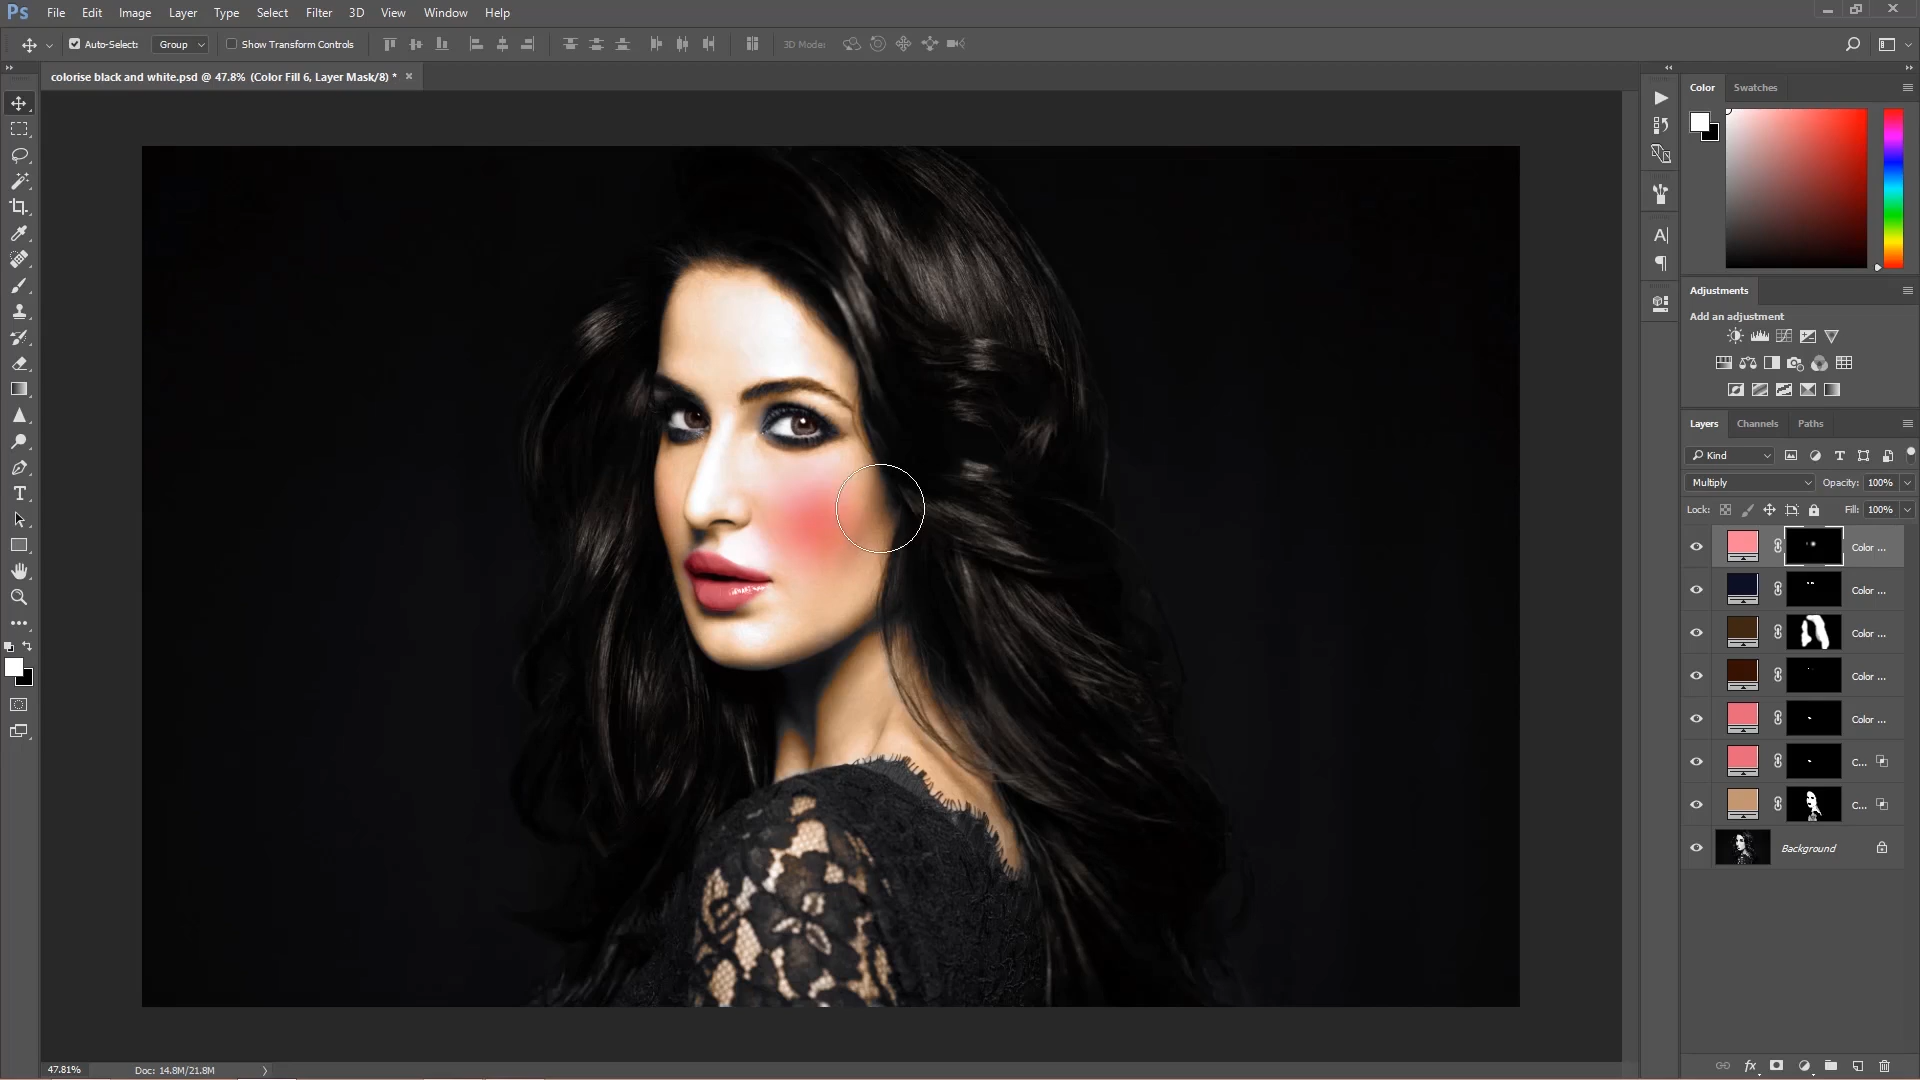 Ps File Edit Image Layer Type Select Filter 3D View Window Help
Auto-Select: Group Show Transform Controls 3D Mode:
colorise black and white.psd @ 47.8% (Color Fill 6, Layer Mask/8) * ×
Color Swatches
Adjustments
Add an adjustment
Layers Channels Paths
Kind
Multiply Opacity: 100%
Lock: Fill: 100%
Color ...
Color ...
Color ...
Color ...
Color ...
C...
C...
Background
47.81% Doc: 14.8M/21.8M